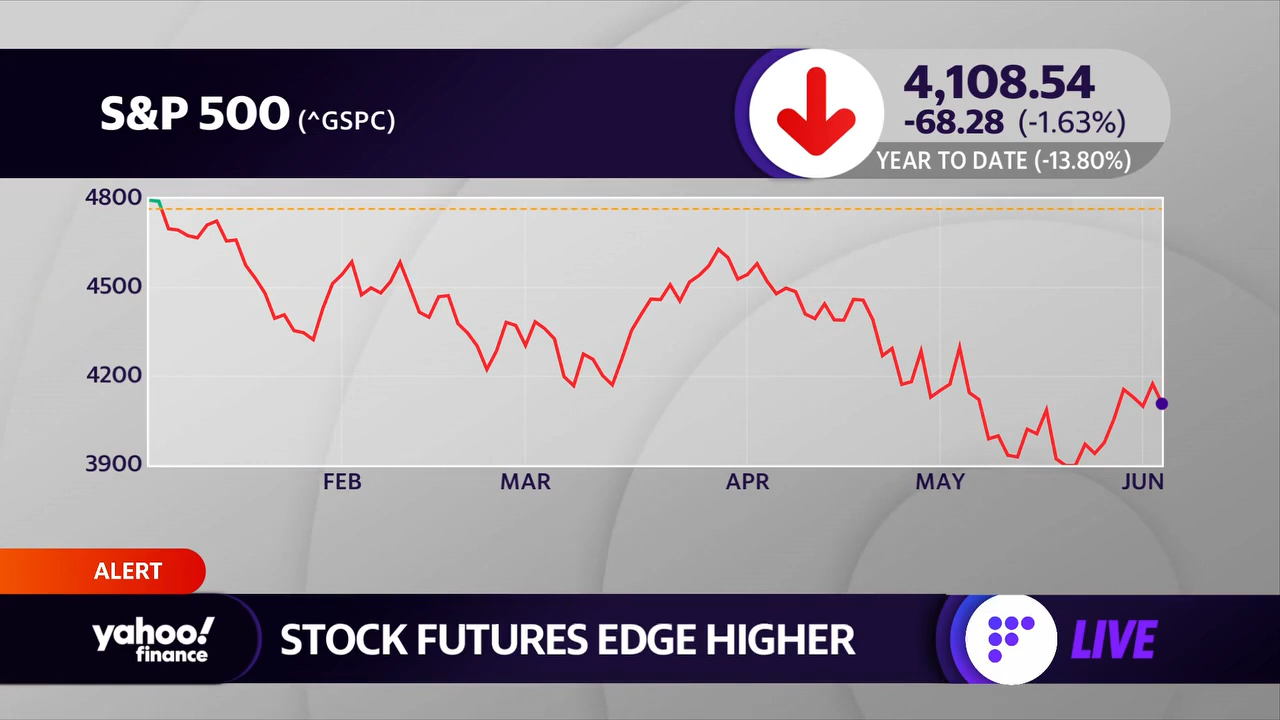 S&P 500 (^GSPC)
4,108.54
-68.28 (-1.63%)
YEAR TO DATE (-13.80%)
4800
4500
4200
3900
FEB MAR APR MAY JUN
ALERT
yahoo!
finance
STOCK FUTURES EDGE HIGHER
LIVE